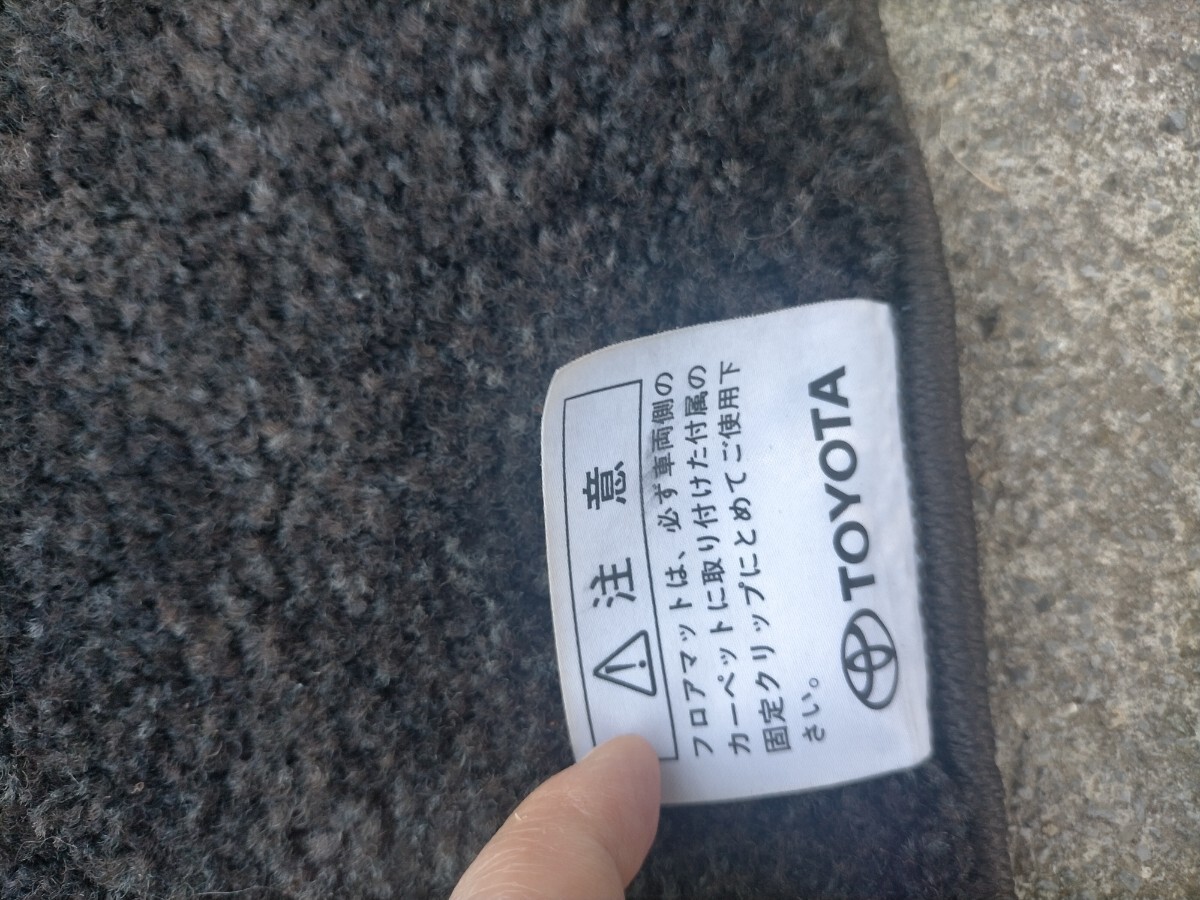 注 意
フロアマットは、必ず車両側の
カーペットに取り付けた付属の
固定クリップにとめてご使用下
さい。
TOYOTA